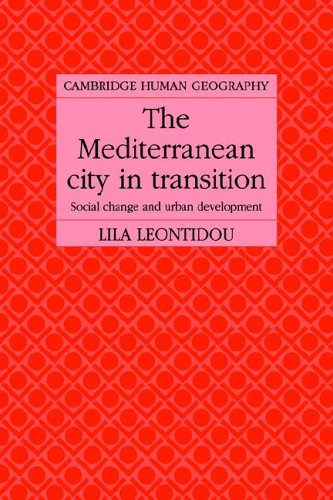 CAMBRIDGE HUMAN GEOGRAPHY
The
Mediterranean
city in transition
Social change and urban development
LILA LEONTIDOU